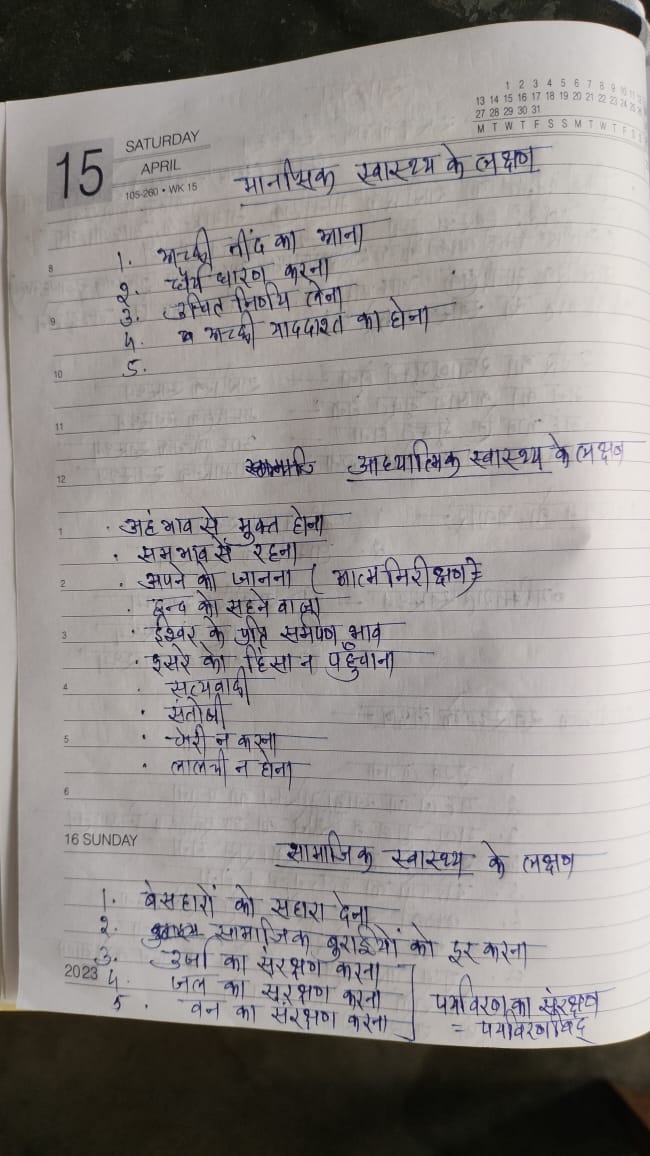 1 2 3 4 5 6 7 8 9 10 11 12
13 14 15 16 17 18 19 20 21 22 23 24 25
27 28 29 30 31
M T W T F S S M T W T F S
15 SATURDAY
APRIL
105-260 • WK 15
मानसिक स्वास्थ्य के लक्षण
8
1. अच्छी नींद का आना
2. धैर्य धारण करना
9
3. उचित निर्णय लेना
4. अच्छी याददाश्त का होना
10
5.
11
12
आध्यात्मिक स्वास्थ्य के लक्षण
1
· अहंभाव से मुक्त होना
· समभाव से रहना
2
· अपने को जानना (आत्मनिरीक्षण)
· द्वन्द को सहने वाला
3
· ईश्वर के प्रति समर्पण भाव
· दूसरे को हिंसा न पहुँचाना
4
· सत्यवादी
· संतोषी
5
· चोरी न करना
· लालची न होना
6
16 SUNDAY
सामाजिक स्वास्थ्य के लक्षण
1. बेसहारों को सहारा देना
2. सामाजिक बुराईयों को दूर करना
3. उर्जा का संरक्षण करना
2023
4. जल का संरक्षण करना
5. वन का संरक्षण करना
पर्यावरण का संरक्षण
= पर्यावरणविद्